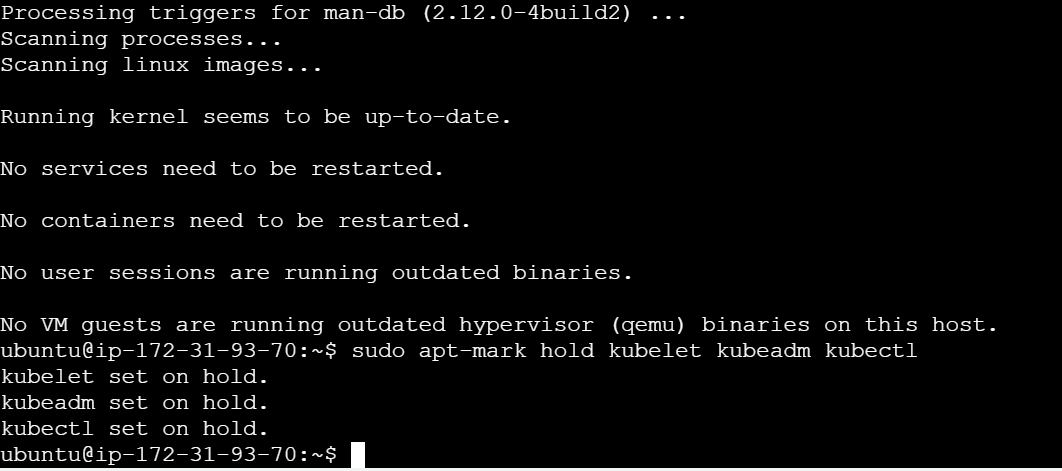 Processing triggers for man-db (2.12.0-4build2) ...
Scanning processes...
Scanning linux images...
Running kernel seems to be up-to-date.
No services need to be restarted.
No containers need to be restarted.
No user sessions are running outdated binaries.
No VM guests are running outdated hypervisor (qemu) binaries on this host.
ubuntu@ip-172-31-93-70:~$ sudo apt-mark hold kubelet kubeadm kubectl
kubelet set on hold.
kubeadm set on hold.
kubectl set on hold.
ubuntu@ip-172-31-93-70:~$